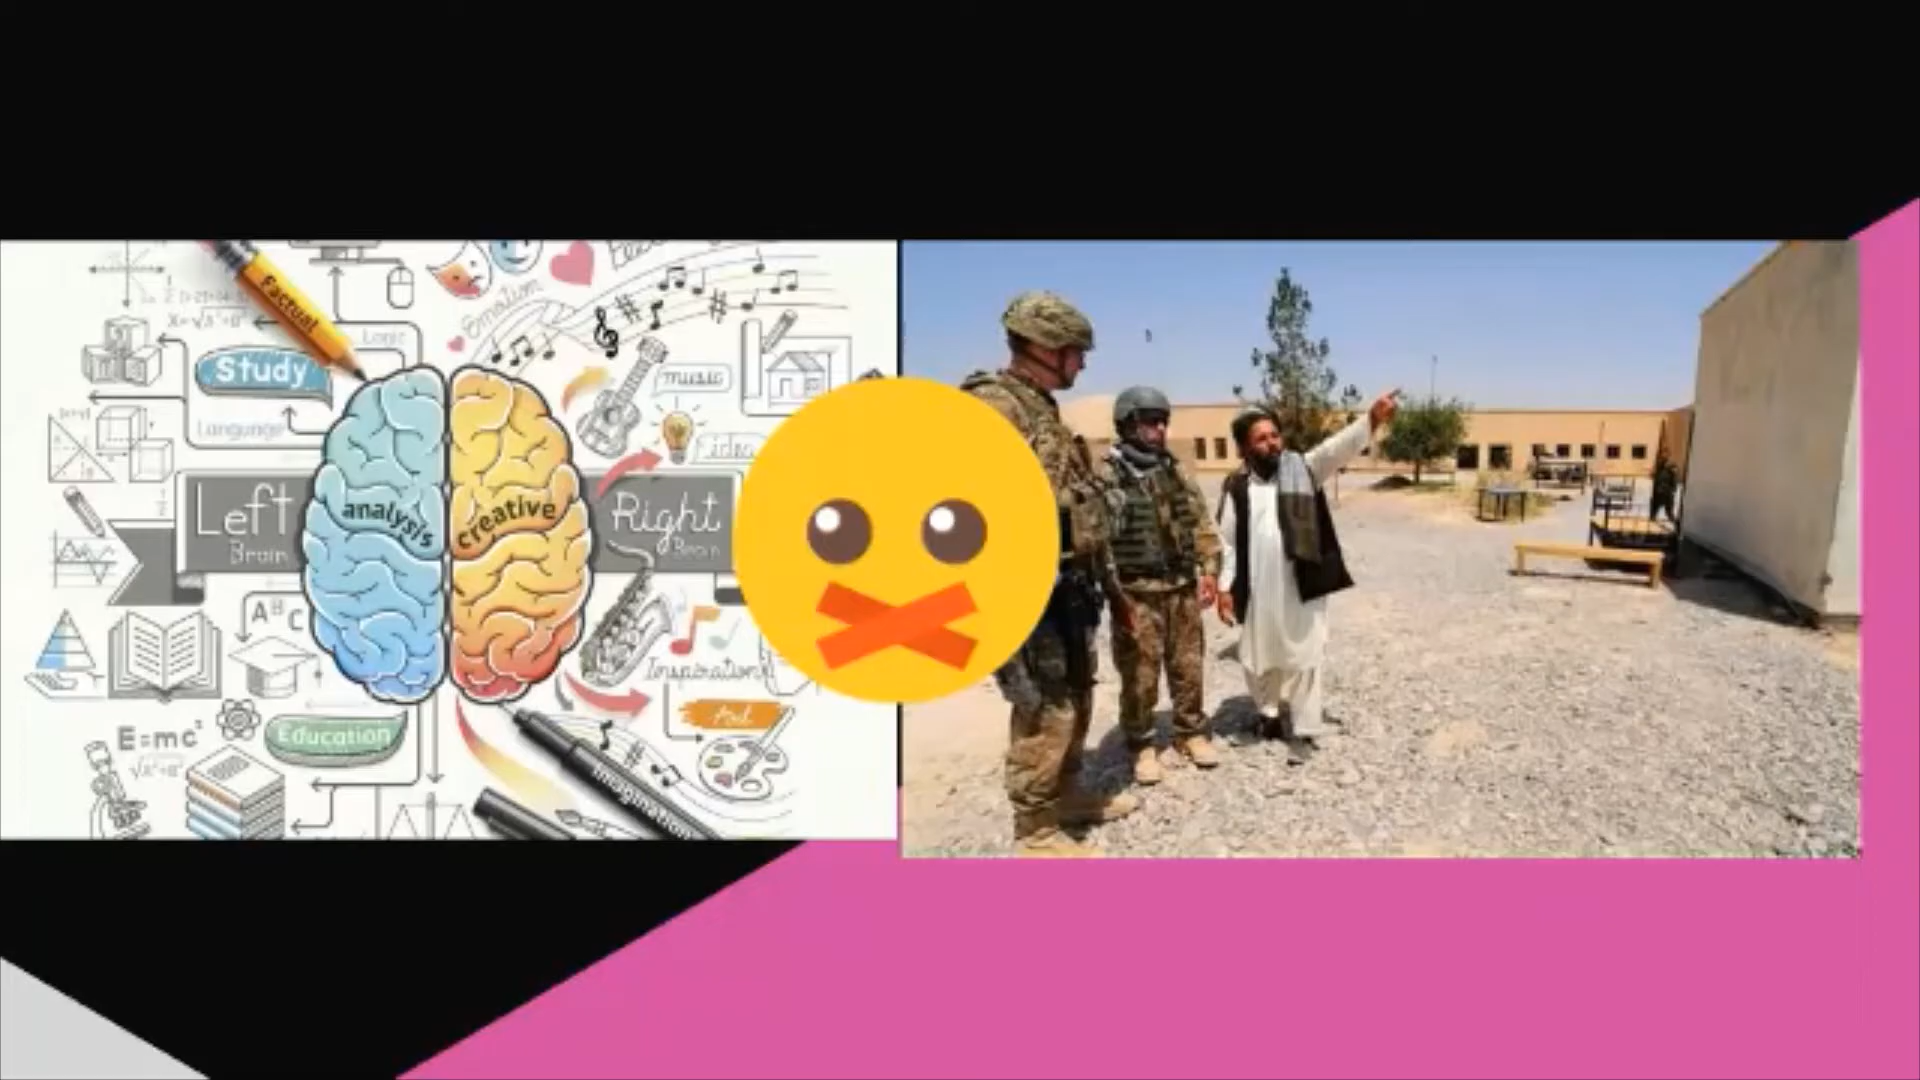 Factual
Emotion
Logic
Study
music
Language
idea
Left
Brain
analysis
creative
Right
Brain
A B C
Inspiration
Art
E=mc²
Education
imagination